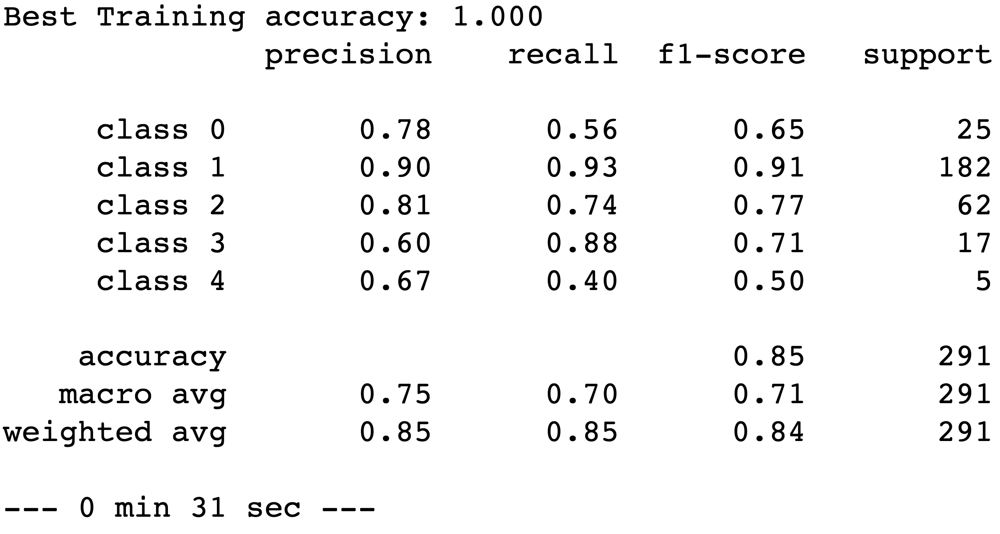 Best Training accuracy: 1.000
precision recall f1-score support
class 0 0.78 0.56 0.65 25
class 1 0.90 0.93 0.91 182
class 2 0.81 0.74 0.77 62
class 3 0.60 0.88 0.71 17
class 4 0.67 0.40 0.50 5
accuracy 0.85 291
macro avg 0.75 0.70 0.71 291
weighted avg 0.85 0.85 0.84 291
--- 0 min 31 sec ---